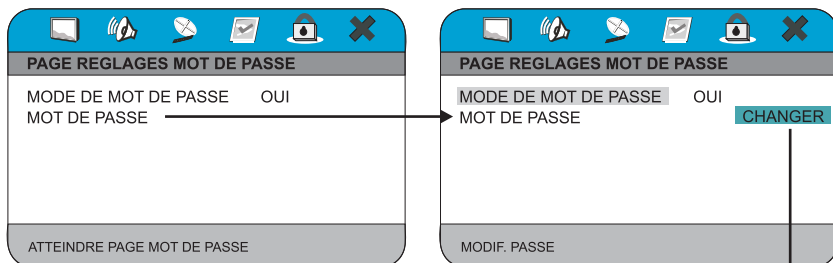 PAGE REGLAGES MOT DE PASSE
MODE DE MOT DE PASSE OUI
MOT DE PASSE
ATTEINDRE PAGE MOT DE PASSE
PAGE REGLAGES MOT DE PASSE
MODE DE MOT DE PASSE OUI
MOT DE PASSE CHANGER
MODIF. PASSE